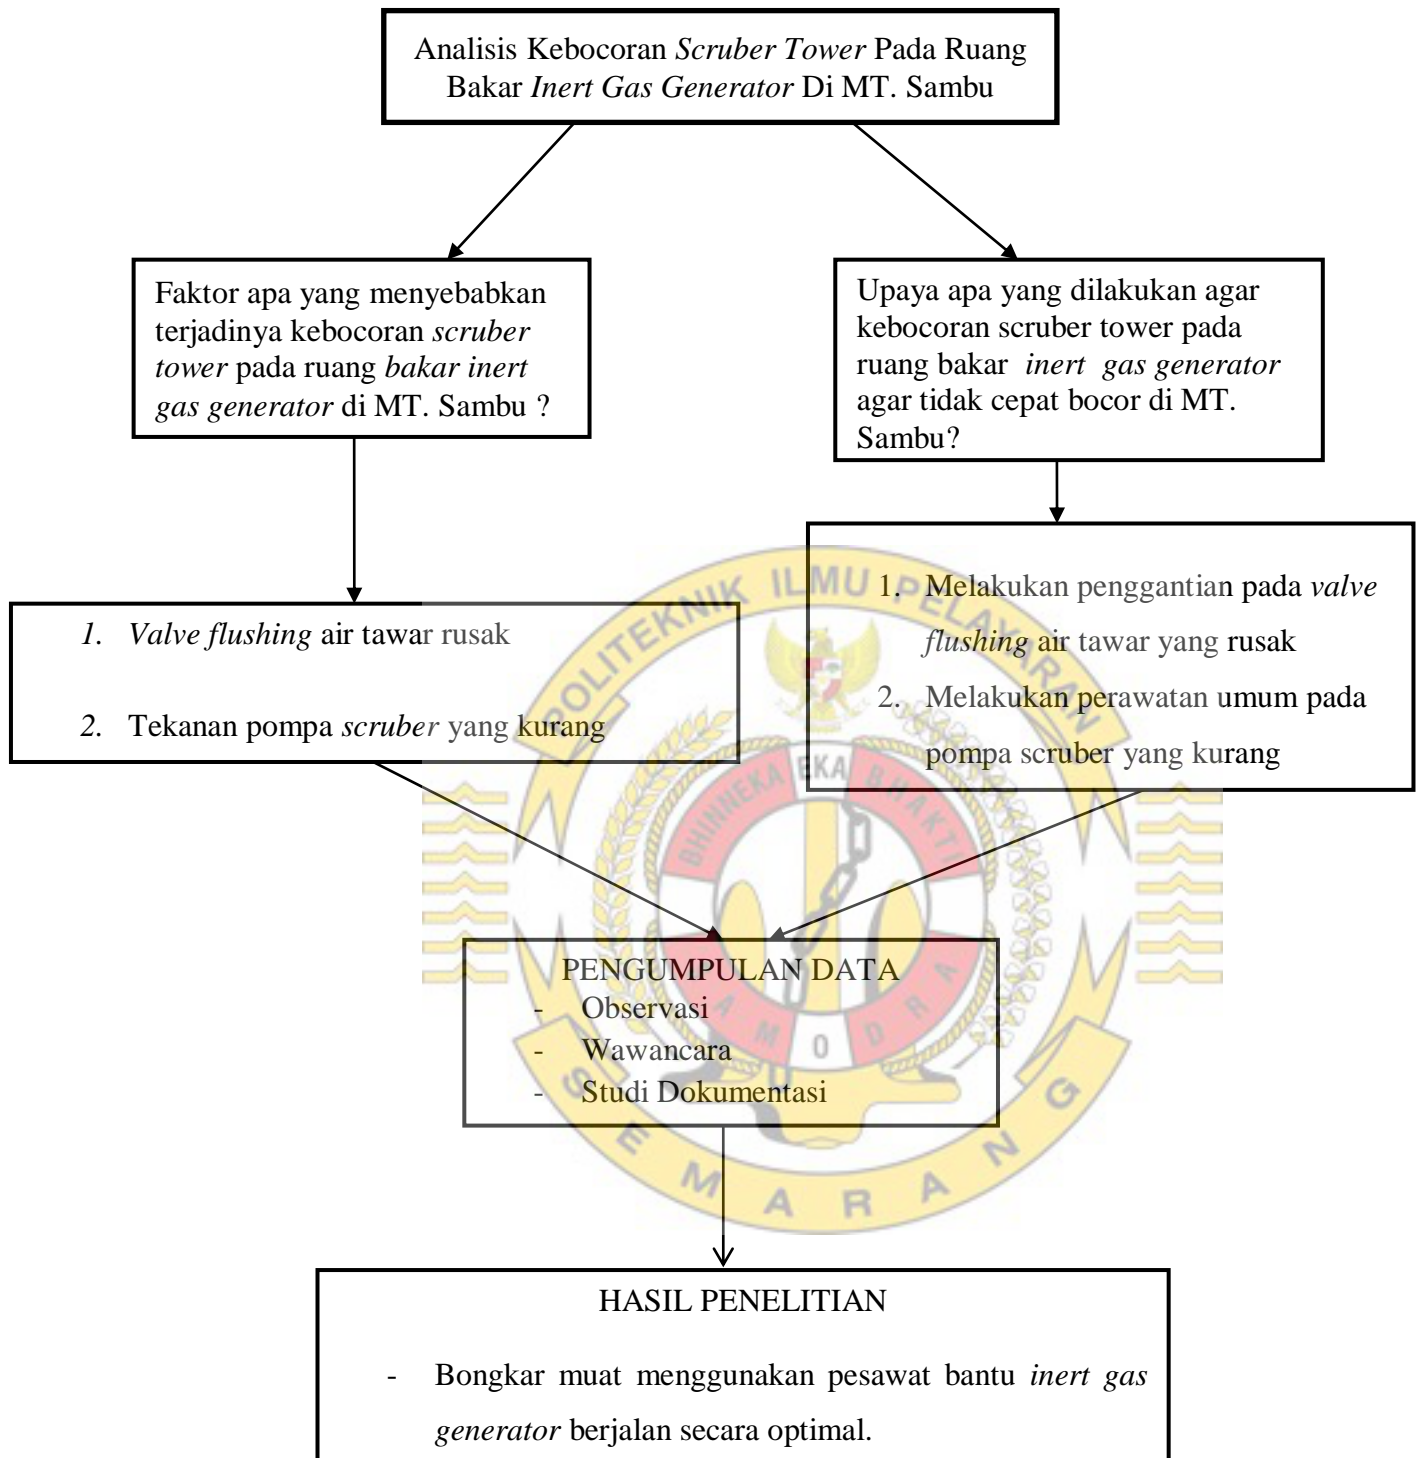 Analisis Kebocoran Scruber Tower Pada Ruang
Bakar Inert Gas Generator Di MT. Sambu
Faktor apa yang menyebabkan
terjadinya kebocoran scruber
tower pada ruang bakar inert
gas generator di MT. Sambu ?
Upaya apa yang dilakukan agar
kebocoran scruber tower pada
ruang bakar inert gas generator
agar tidak cepat bocor di MT.
Sambu?
1. Valve flushing air tawar rusak
2. Tekanan pompa scruber yang kurang
1. Melakukan penggantian pada valve
flushing air tawar yang rusak
2. Melakukan perawatan umum pada
pompa scruber yang kurang
POLITEKNIK ILMU PELAYARAN
BHINNEKA EKA BHAKTI
SAMODRA
SEMARANG
PENGUMPULAN DATA
- Observasi
- Wawancara
- Studi Dokumentasi
HASIL PENELITIAN
- Bongkar muat menggunakan pesawat bantu inert gas
generator berjalan secara optimal.